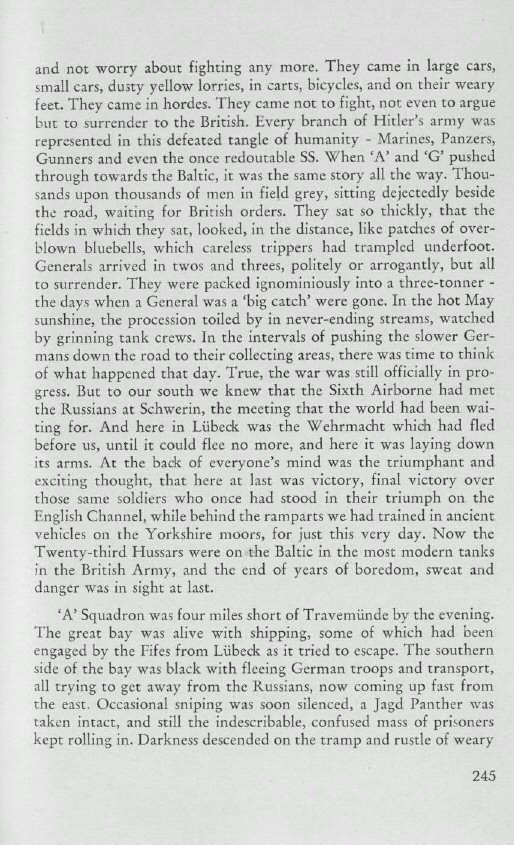 and not worry about fighting any more. They came in large cars,
small cars, dusty yellow lorries, in carts, bicycles, and on their weary
feet. They came in hordes. They came not to fight, not even to argue
but to surrender to the British. Every branch of Hitler’s army was
represented in this defeated tangle of humanity - Marines, Panzers,
Gunners and even the once redoutable SS. When ‘A’ and ‘G’ pushed
through towards the Baltic, it was the same story all the way. Thou-
sands upon thousands of men in field grey, sitting dejectedly beside
the road, waiting for British orders. They sat so thickly, that the
fields in which they sat, looked, in the distance, like patches of over-
blown bluebells, which careless trippers had trampled underfoot.
Generals arrived in twos and threes, politely or arrogantly, but all
to surrender. They were packed ignominiously into a three-tonner -
the days when a General was a ‘big catch’ were gone. In the hot May
sunshine, the procession toiled by in never-ending streams, watched
by grinning tank crews. In the intervals of pushing the slower Ger-
mans down the road to their collecting areas, there was time to think
of what happened that day. True, the war was still officially in pro-
gress. But to our south we knew that the Sixth Airborne had met
the Russians at Schwerin, the meeting that the world had been wai-
ting for. And here in Lübeck was the Wehrmacht which had fled
before us, until it could flee no more, and here it was laying down
its arms. At the back of everyone’s mind was the triumphant and
exciting thought, that here at last was victory, final victory over
those same soldiers who once had stood in their triumph on the
English Channel, while behind the ramparts we had trained in ancient
vehicles on the Yorkshire moors, for just this very day. Now the
Twenty-third Hussars were on the Baltic in the most modern tanks
in the British Army, and the end of years of boredom, sweat and
danger was in sight at last.
‘A’ Squadron was four miles short of Travemünde by the evening.
The great bay was alive with shipping, some of which had been
engaged by the Fifes from Lübeck as it tried to escape. The southern
side of the bay was black with fleeing German troops and transport,
all trying to get away from the Russians, now coming up fast from
the east. Occasional sniping was soon silenced, a Jagd Panther was
taken intact, and still the indescribable, confused mass of prisoners
kept rolling in. Darkness descended on the tramp and rustle of weary
245